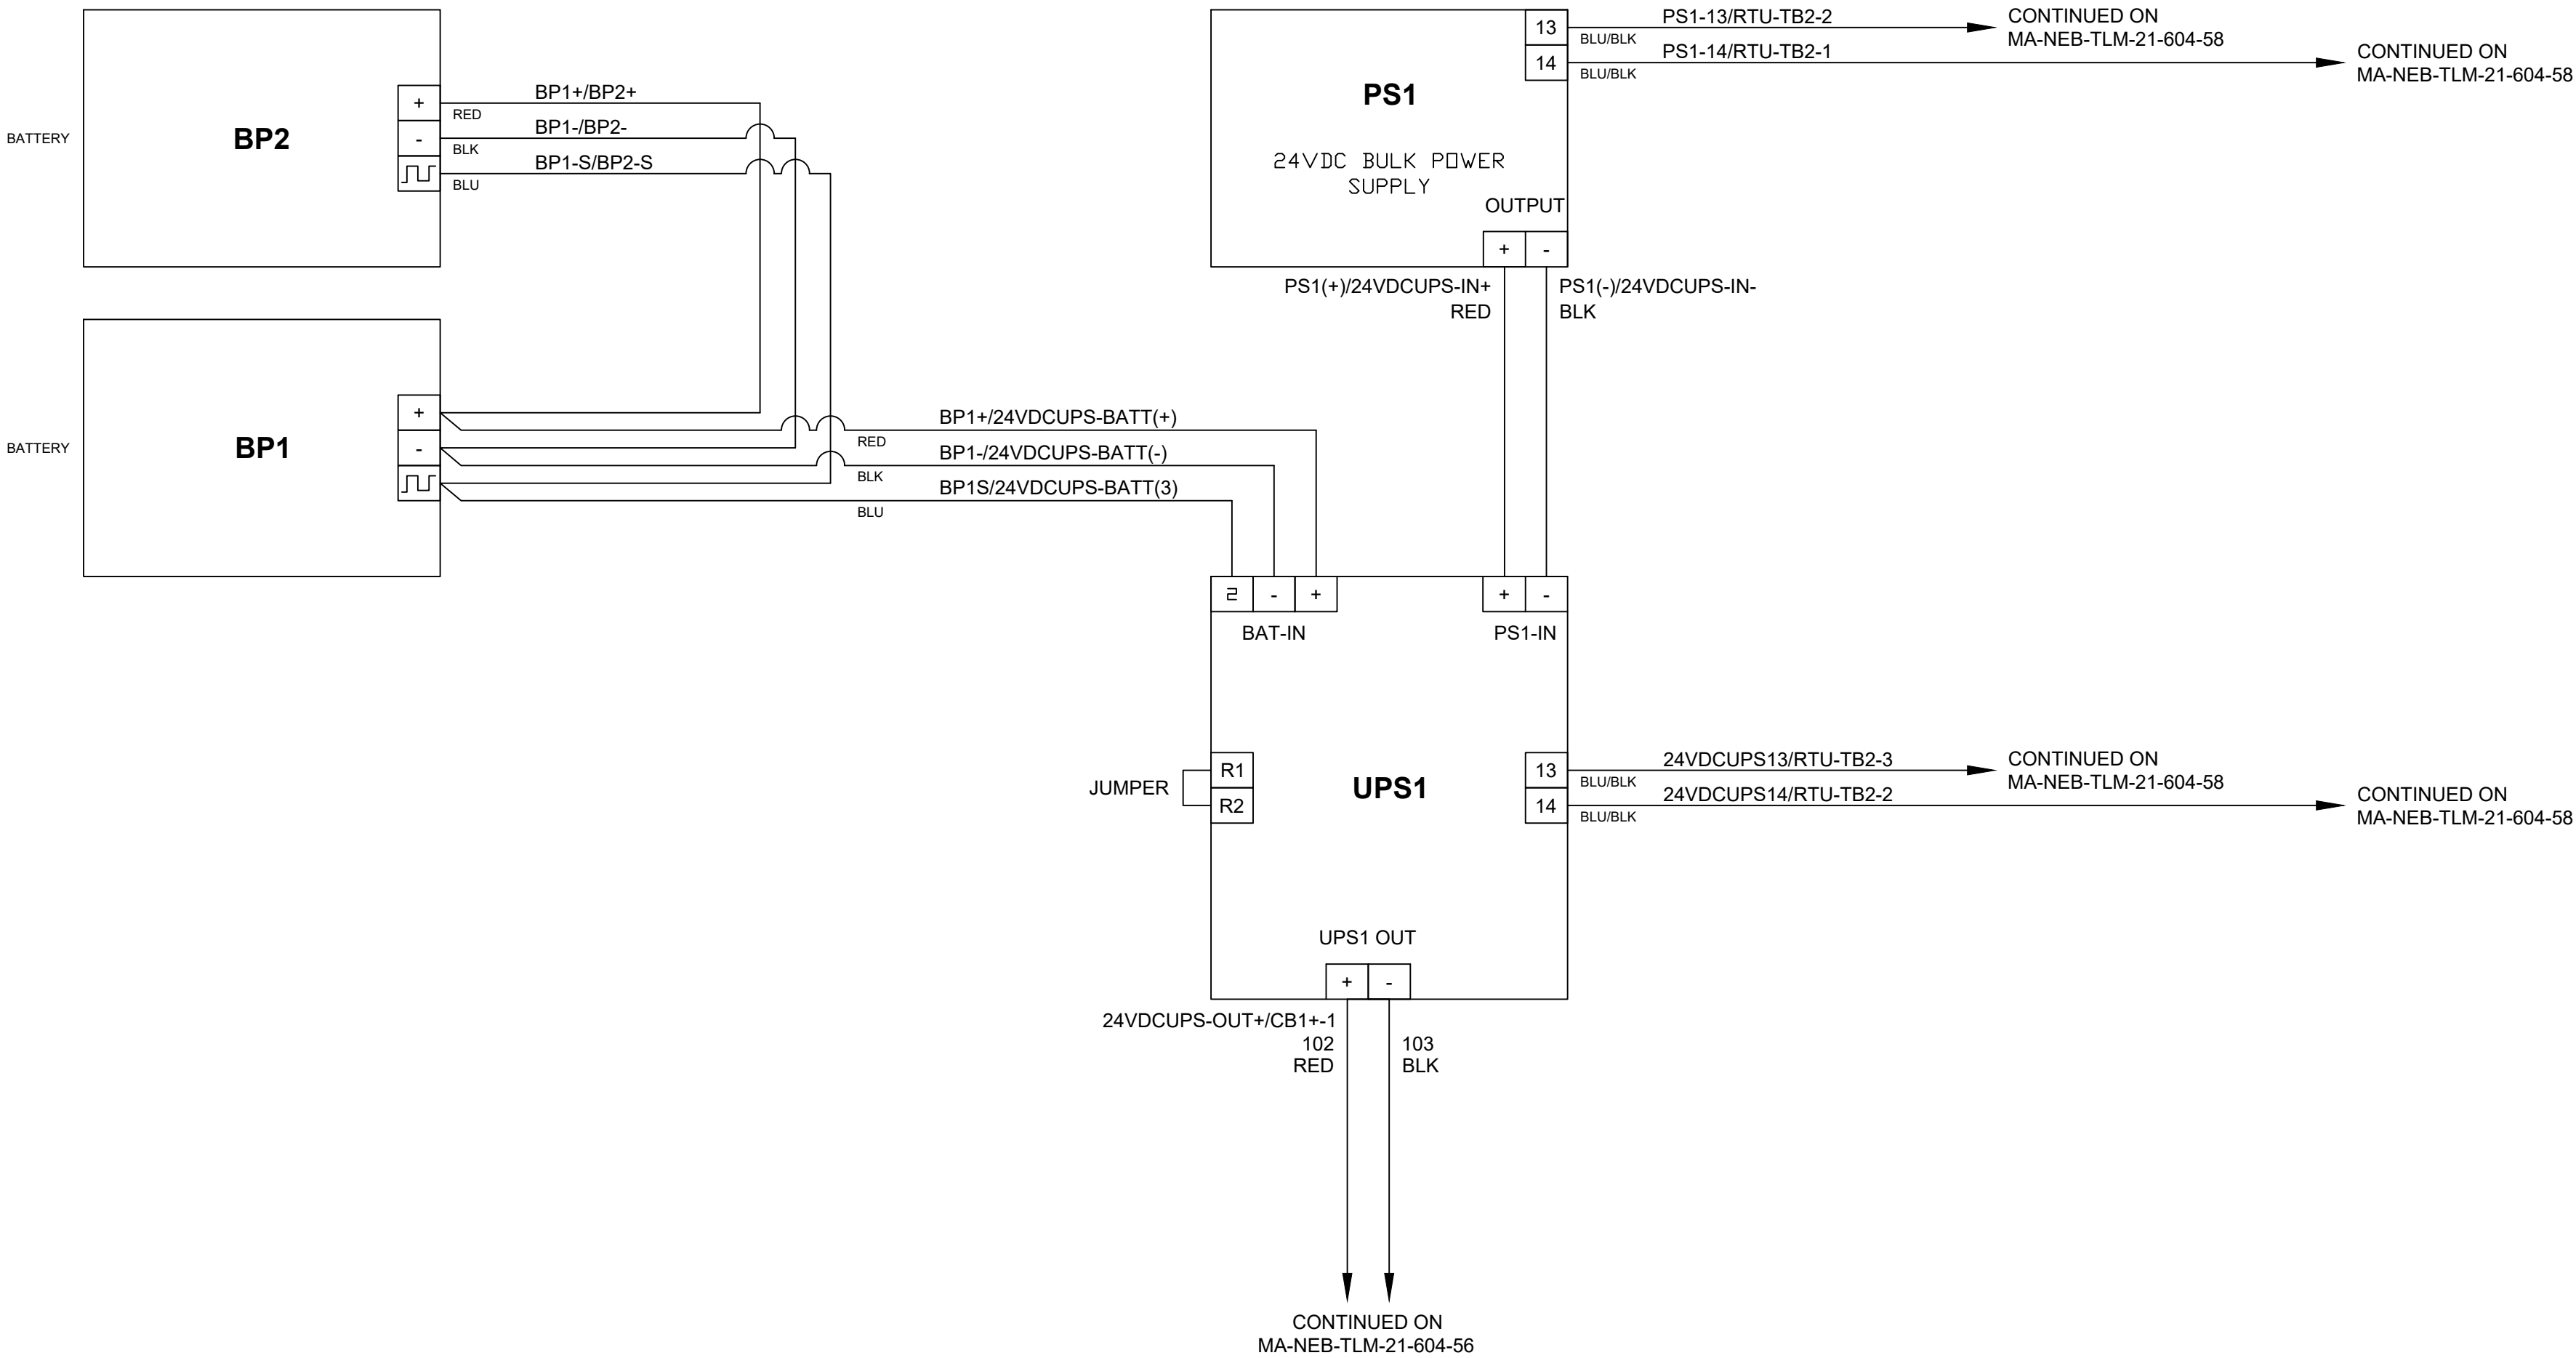 BATTERY
BP2
+
-
RED
BLK
BLU
BP1+/BP2+
BP1-/BP2-
BP1-S/BP2-S
BATTERY
BP1
+
-
RED
BLK
BLU
BP1+/24VDCUPS-BATT(+)
BP1-/24VDCUPS-BATT(-)
BP1S/24VDCUPS-BATT(3)
PS1
24VDC BULK POWER
SUPPLY
OUTPUT
+
-
13
14
BLU/BLK
BLU/BLK
PS1-13/RTU-TB2-2
PS1-14/RTU-TB2-1
CONTINUED ON
MA-NEB-TLM-21-604-58
CONTINUED ON
MA-NEB-TLM-21-604-58
PS1(+)/24VDCUPS-IN+
RED
PS1(-)/24VDCUPS-IN-
BLK
-
+
BAT-IN
+
-
PS1-IN
JUMPER
R1
R2
UPS1
13
14
BLU/BLK
BLU/BLK
24VDCUPS13/RTU-TB2-3
24VDCUPS14/RTU-TB2-2
CONTINUED ON
MA-NEB-TLM-21-604-58
CONTINUED ON
MA-NEB-TLM-21-604-58
UPS1 OUT
+
-
24VDCUPS-OUT+/CB1+-1
102
RED
103
BLK
CONTINUED ON
MA-NEB-TLM-21-604-56